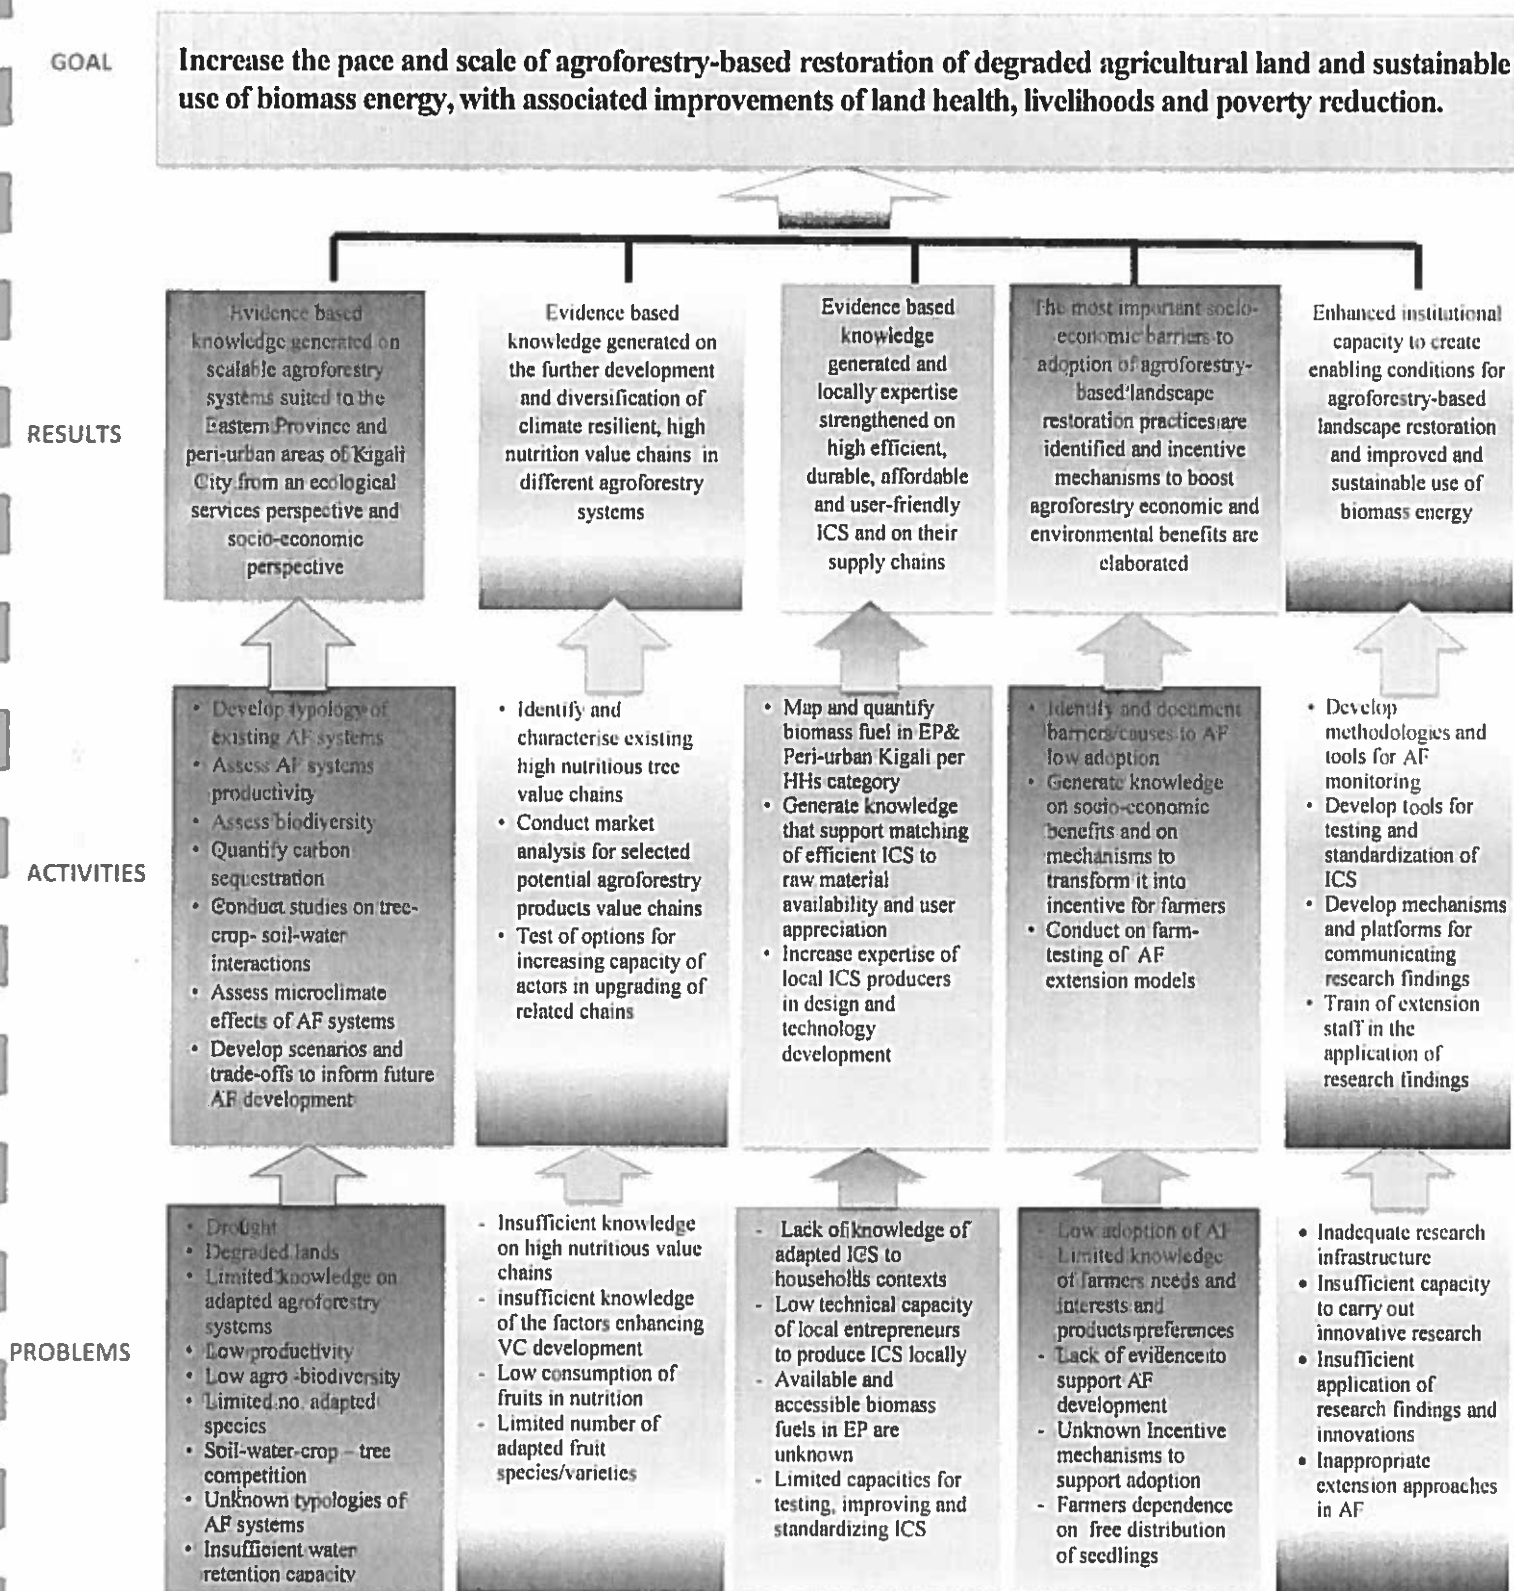 GOAL
Increase the pace and scale of agroforestry-based restoration of degraded agricultural land and sustainable
use of biomass energy, with associated improvements of land health, livelihoods and poverty reduction.
RESULTS
Evidence based
knowledge generated on
scalable agroforestry
systems suited to the
Eastern Province and
peri-urban areas of Kigali
City from an ecological
services perspective and
socio-economic
perspective
Evidence based
knowledge generated on
the further development
and diversification of
climate resilient, high
nutrition value chains in
different agroforestry
systems
Evidence based
knowledge
generated and
locally expertise
strengthened on
high efficient,
durable, affordable
and user-friendly
ICS and on their
supply chains
The most important socio-
economic barriers to
adoption of agroforestry-
based landscape
restoration practices are
identified and incentive
mechanisms to boost
agroforestry economic and
environmental benefits are
elaborated
Enhanced institutional
capacity to create
enabling conditions for
agroforestry-based
landscape restoration
and improved and
sustainable use of
biomass energy
ACTIVITIES
• Develop typology of
existing AF systems
• Assess AF systems
productivity
• Assess biodiversity
• Quantify carbon
sequestration
• Conduct studies on tree-
crop- soil-water
interactions
• Assess microclimate
effects of AF systems
• Develop scenarios and
trade-offs to inform future
AF development
• Identify and
characterise existing
high nutritious tree
value chains
• Conduct market
analysis for selected
potential agroforestry
products value chains
• Test of options for
increasing capacity of
actors in upgrading of
related chains
• Map and quantify
biomass fuel in EP&
Peri-urban Kigali per
HHs category
• Generate knowledge
that support matching
of efficient ICS to
raw material
availability and user
appreciation
• Increase expertise of
local ICS producers
in design and
technology
development
• Identify and document
barriers/causes to AF
low adoption
• Generate knowledge
on socio-economic
benefits and on
mechanisms to
transform it into
incentive for farmers
• Conduct on farm-
testing of AF
extension models
• Develop
methodologies and
tools for AF
monitoring
• Develop tools for
testing and
standardization of
ICS
• Develop mechanisms
and platforms for
communicating
research findings
• Train of extension
staff in the
application of
research findings
PROBLEMS
• Drought
• Degraded lands
• Limited knowledge on
adapted agroforestry
systems
• Low productivity
• Low agro -biodiversity
• Limited no. adapted
species
• Soil-water-crop – tree
competition
• Unknown typologies of
AF systems
• Insufficient water
retention capacity
- Insufficient knowledge
on high nutritious value
chains
- insufficient knowledge
of the factors enhancing
VC development
- Low consumption of
fruits in nutrition
- Limited number of
adapted fruit
species/varieties
- Lack of knowledge of
adapted ICS to
households contexts
- Low technical capacity
of local entrepreneurs
to produce ICS locally
- Available and
accessible biomass
fuels in EP are
unknown
- Limited capacities for
testing, improving and
standardizing ICS
- Low adoption of AF
- Limited knowledge
of farmers needs and
interests and
products preferences
- Lack of evidence to
support AF
development
- Unknown Incentive
mechanisms to
support adoption
- Farmers dependence
on free distribution
of seedlings
• Inadequate research
infrastructure
• Insufficient capacity
to carry out
innovative research
• Insufficient
application of
research findings and
innovations
• Inappropriate
extension approaches
in AF